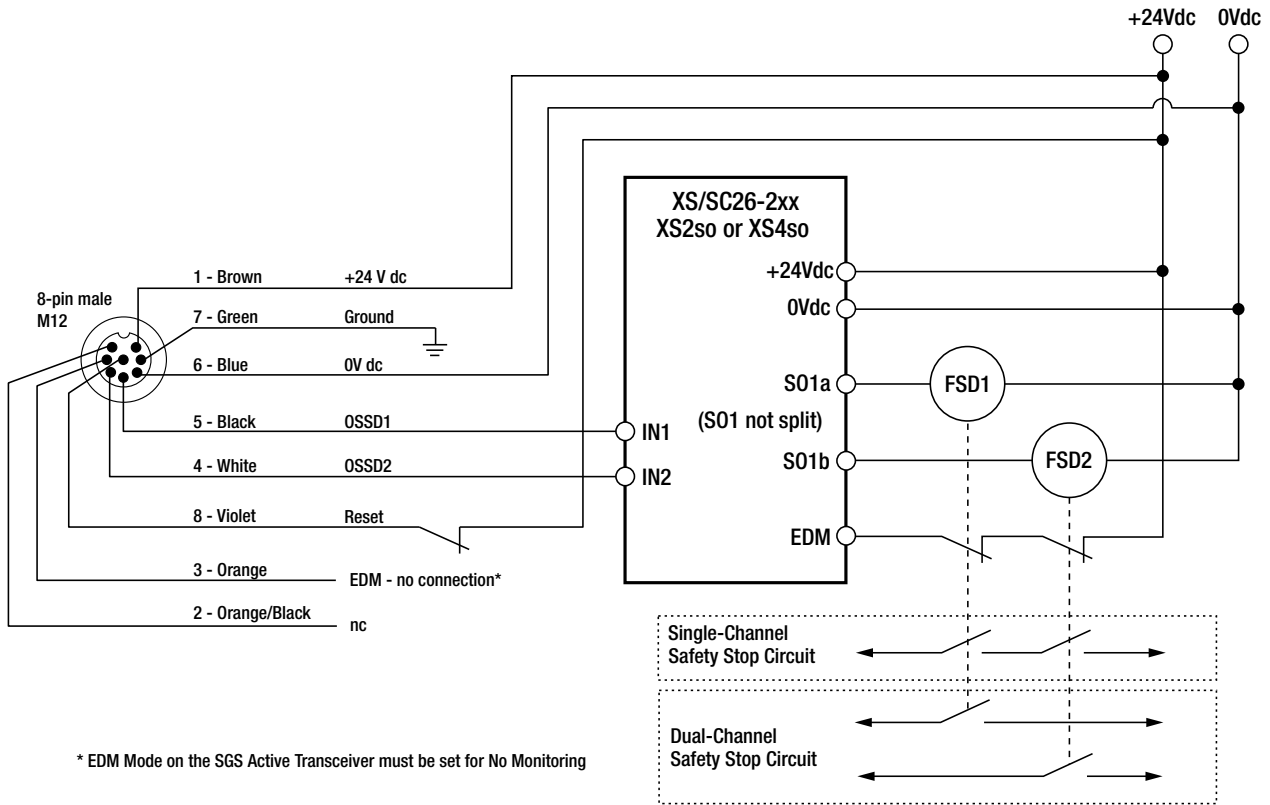 +24Vdc 0Vdc
XS/SC26-2xx
XS2so or XS4so
+24Vdc
0Vdc
8-pin male
M12
1 - Brown +24 V dc
7 - Green Ground
6 - Blue 0V dc
5 - Black OSSD1
4 - White OSSD2
8 - Violet Reset
3 - Orange EDM - no connection*
2 - Orange/Black nc
IN1
IN2
SO1a
(SO1 not split)
SO1b
EDM
FSD1
FSD2
Single-Channel
Safety Stop Circuit
Dual-Channel
Safety Stop Circuit
* EDM Mode on the SGS Active Transceiver must be set for No Monitoring